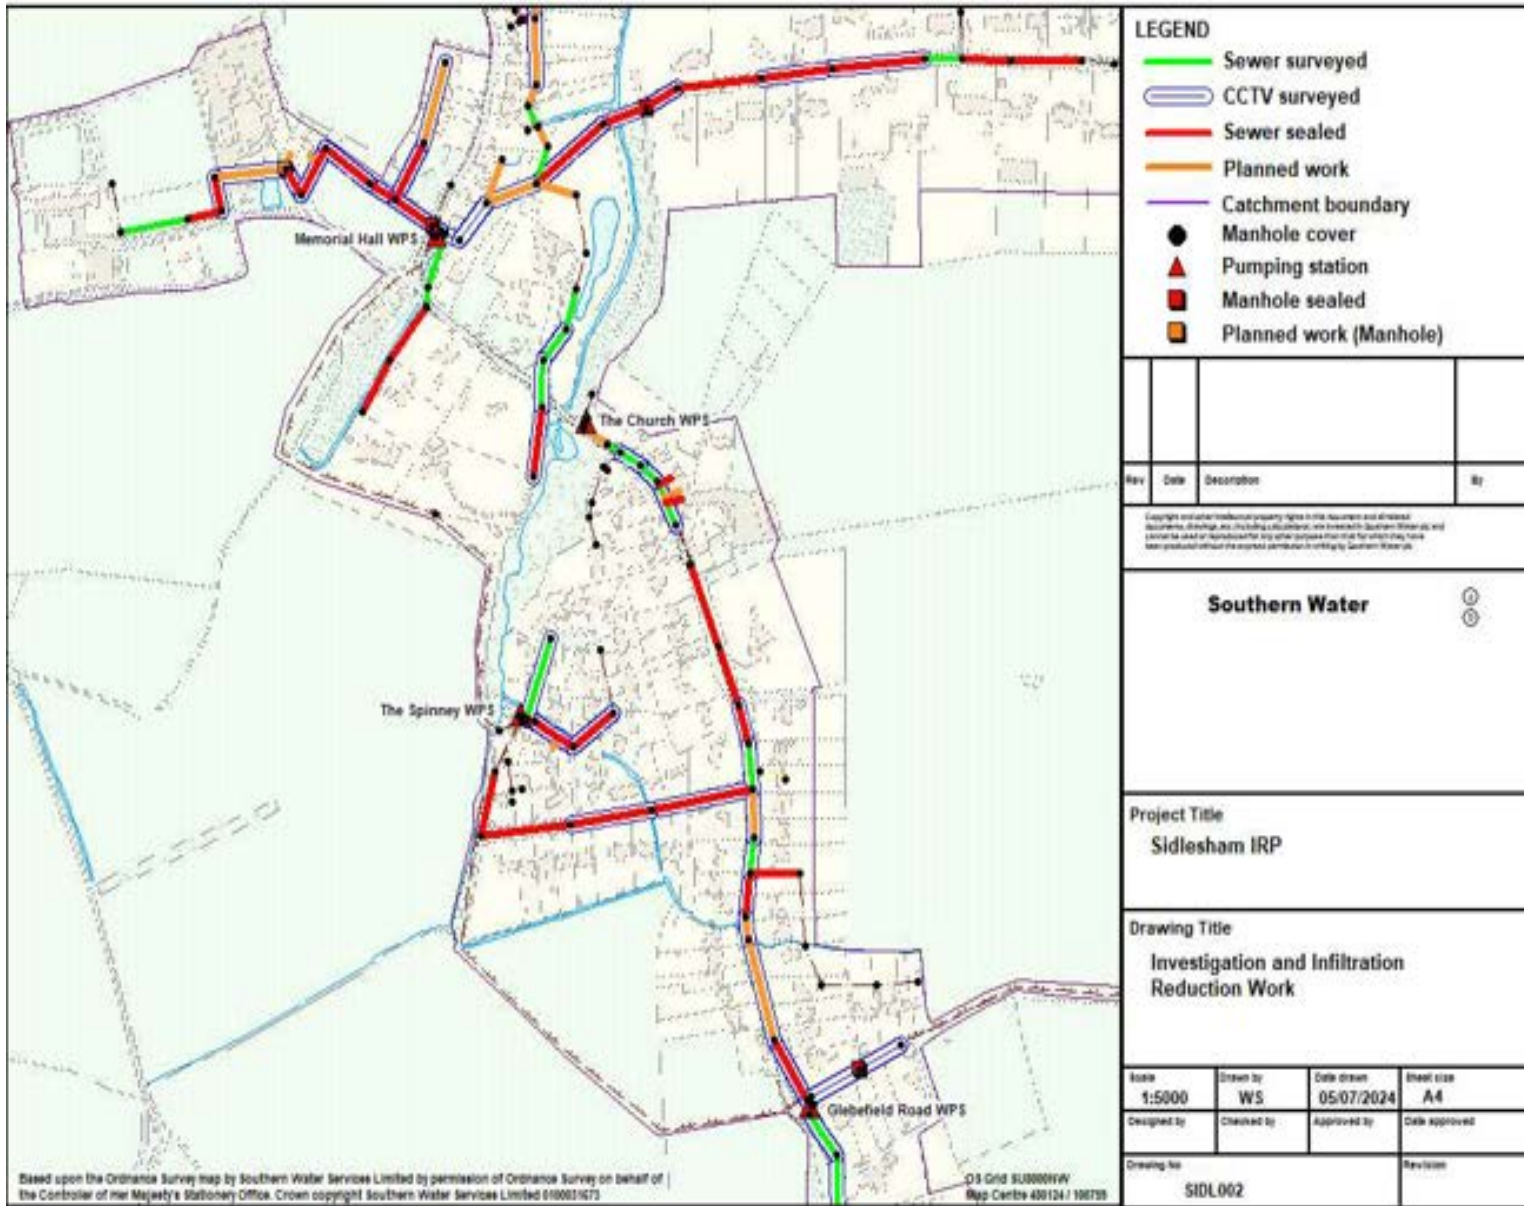 LEGEND
Sewer surveyed
CCTV surveyed
Sewer sealed
Planned work
Catchment boundary
Manhole cover
Pumping station
Manhole sealed
Planned work (Manhole)
Memorial Hall WPS
The Church WPS
The Spinney WPS
Glebefield Road WPS
Rev Date Description By
Southern Water
Project Title
Sidlesham IRP
Drawing Title
Investigation and Infiltration
Reduction Work
Scale Drawn by Date drawn Sheet size
1:5000 WS 05/07/2024 A4
Designed by Checked by Approved by Date approved
Drawing No Revision
SIDL002
Based upon the Ordnance Survey map by Southern Water Services Limited by permission of Ordnance Survey on behalf of
the Controller of Her Majesty's Stationery Office. Crown copyright Southern Water Services Limited
OS Grid
Map Centre